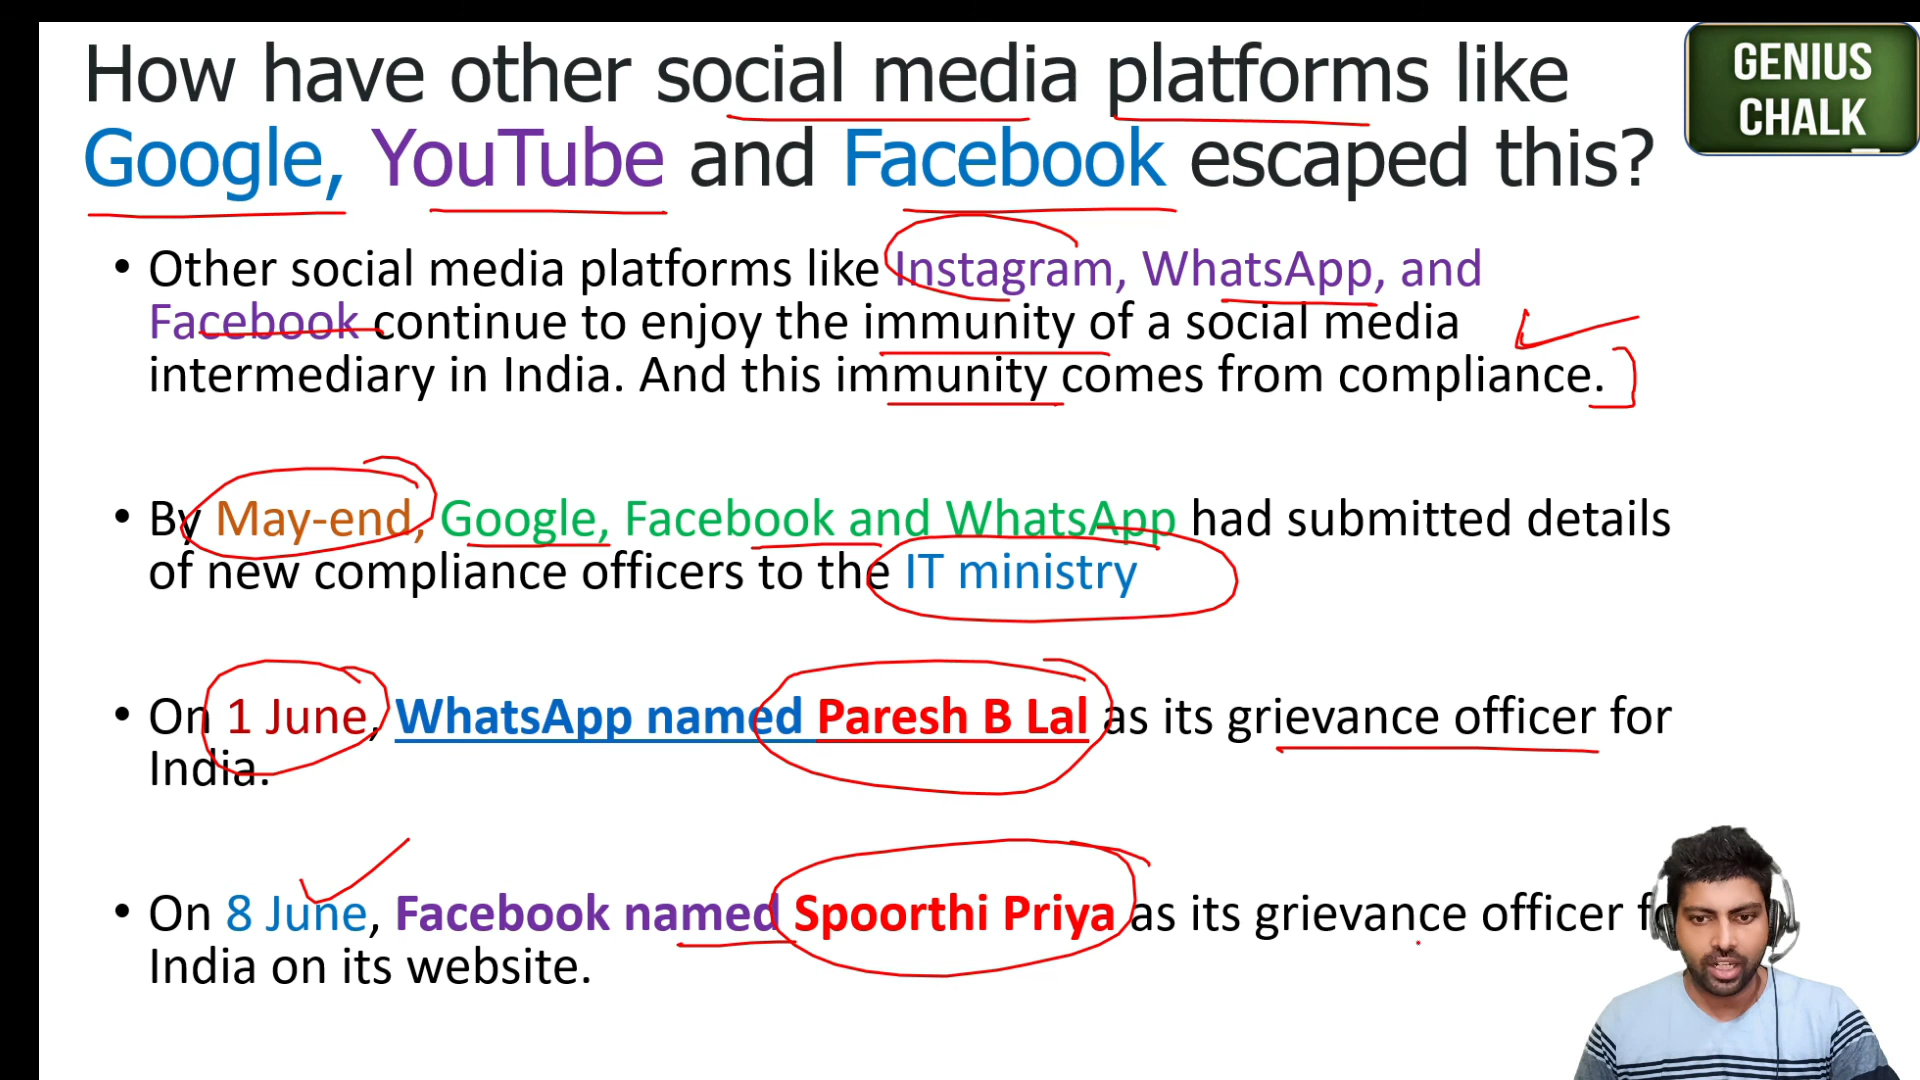 How have other social media platforms like
Google, YouTube and Facebook escaped this?
GENIUS
CHALK
• Other social media platforms like Instagram, WhatsApp, and
Facebook continue to enjoy the immunity of a social media
intermediary in India. And this immunity comes from compliance.
• By May-end, Google, Facebook and WhatsApp had submitted details
of new compliance officers to the IT ministry
• On 1 June, WhatsApp named Paresh B Lal as its grievance officer for
India.
• On 8 June, Facebook named Spoorthi Priya as its grievance officer
India on its website.